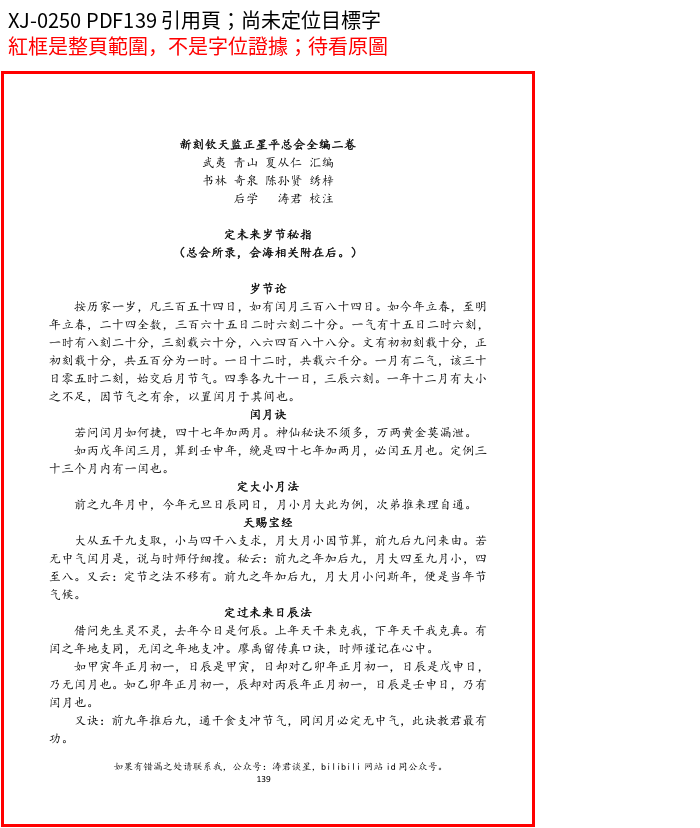 XJ-0250 PDF139 引用頁；尚未定位目標字
紅框是整頁範圍，不是字位證據；待看原圖
新刻钦天监正星平总会全编二卷
武夷 青山 夏从仁 汇编
书林 奇泉 陈孙贤 绣梓
后学 涛君 校注
定未来岁节秘指
（总会所录，会海相关附在后。）
岁节论
按历家一岁，凡三百五十四日，如有闰月三百八十四日。如今年立春，至明
年立春，二十四全数，三百六十五日二时六刻二十分。一气有十五日二时六刻，
一时有八刻二十分，三刻载六十分，八六四百八十八分。文有初初刻载十分，正
初刻载十分，共五百分为一时。一日十二时，共载六千分。一月有二气，该三十
日零五时二刻，始交后月节气。四季各九十一日，三辰六刻。一年十二月有大小
之不足，因节气之有余，以置闰月于其间也。
闰月诀
若问闰月如何捷，四十七年加两月。神仙秘诀不须多，万两黄金莫漏泄。
如丙戊年闰三月，算到壬申年，统是四十七年加两月，必闰五月也。定例三
十三个月内有一闰也。
定大小月法
前之九年月中，今年元旦日辰同日，月小月大此为例，次弟推来理自通。
天赐宝经
大从五干九支取，小与四干八支求，月大月小因节算，前九后九问来由。若
无中气闰月是，说与时师仔细搜。秘云：前九之年加后九，月大四至九月小，四
至八。又云：定节之法不移有。前九之年加后九，月大月小问斯年，便是当年节
气候。
定过未来日辰法
借问先生灵不灵，去年今日是何辰。上年天干来克我，下年天干我克真。有
闰之年地支同，无闰之年地支冲。廖禹留传真口诀，时师谨记在心中。
如甲寅年正月初一，日辰是甲寅，日却对乙卯年正月初一，日辰是戊申日，
乃无闰月也。如乙卯年正月初一，辰却对丙辰年正月初一，日辰是壬申日，乃有
闰月也。
又诀：前九年推后九，通干食支冲节气，同闰月必定无中气，此诀教君最有
功。
如果有错漏之处请联系我，公众号：涛君谈星，bilibili 网站 id 同公众号。
139